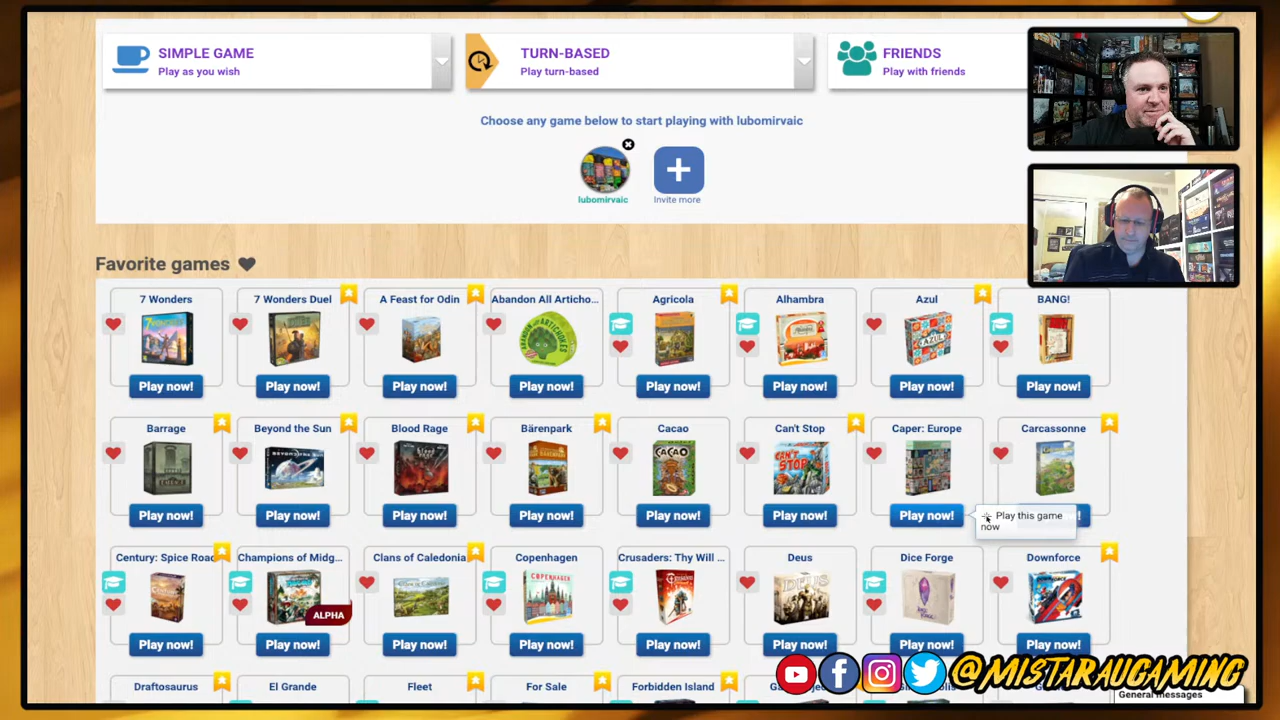 SIMPLE GAME
Play as you wish
TURN-BASED
Play turn-based
FRIENDS
Play with friends
Choose any game below to start playing with lubomirvaic
lubomirvaic
Invite more
Favorite games
7 Wonders
7 Wonders Duel
A Feast for Odin
Abandon All Articho...
Agricola
Alhambra
Azul
BANG!
Play now!
Play now!
Play now!
Play now!
Play now!
Play now!
Play now!
Play now!
Barrage
Beyond the Sun
Blood Rage
Bärenpark
Cacao
Can't Stop
Caper: Europe
Carcassonne
CACAO
CAN'T STOP
Play now!
Play now!
Play now!
Play now!
Play now!
Play now!
Play now!
Play this game now
Century: Spice Road
Champions of Midg...
Clans of Caledonia
Copenhagen
Crusaders: Thy Will ...
Deus
Dice Forge
Downforce
COPENHAGEN
DEUS
ALPHA
Play now!
Play now!
Play now!
Play now!
Play now!
Play now!
Play now!
Play now!
Draftosaurus
El Grande
Fleet
For Sale
Forbidden Island
@MISTARAUGAMING
General messages